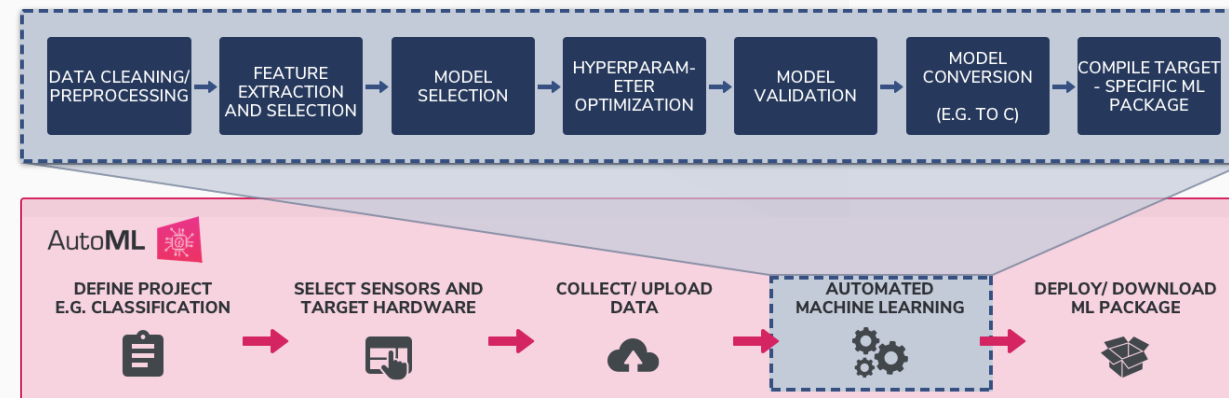 DATA CLEANING/
PREPROCESSING
FEATURE
EXTRACTION
AND SELECTION
MODEL
SELECTION
HYPERPARAM-
ETER
OPTIMIZATION
MODEL
VALIDATION
MODEL
CONVERSION
(E.G. TO C)
COMPILE TARGET
- SPECIFIC ML
PACKAGE
AutoML
DEFINE PROJECT
E.G. CLASSIFICATION
SELECT SENSORS AND
TARGET HARDWARE
COLLECT/ UPLOAD
DATA
AUTOMATED
MACHINE LEARNING
DEPLOY/ DOWNLOAD
ML PACKAGE